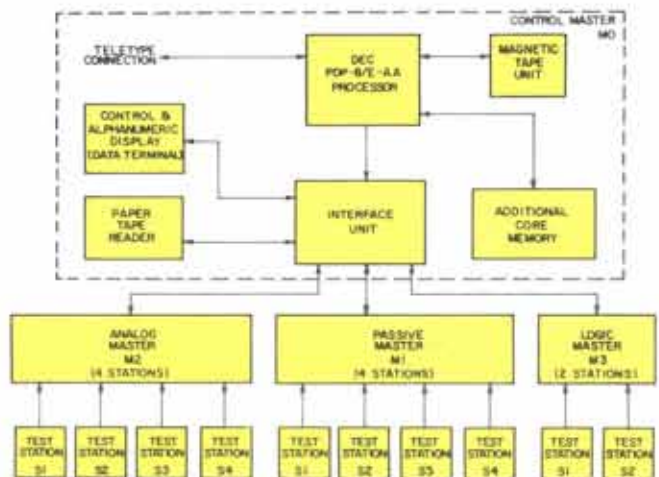 CONTROL MASTER
MO
TELETYPE
CONNECTION
DEC
PDP-8/E-AA
PROCESSOR
MAGNETIC
TAPE
UNIT
CONTROL &
ALPHANUMERIC
DISPLAY
(DATA TERMINAL)
PAPER
TAPE
READER
INTERFACE
UNIT
ADDITIONAL
CORE
MEMORY
ANALOG
MASTER
M2
(4 STATIONS)
PASSIVE
MASTER
M1
(4 STATIONS)
LOGIC
MASTER
M3
(2 STATIONS)
TEST
STATION
S1
TEST
STATION
S2
TEST
STATION
S3
TEST
STATION
S4
TEST
STATION
S1
TEST
STATION
S2
TEST
STATION
S3
TEST
STATION
S4
TEST
STATION
S1
TEST
STATION
S2